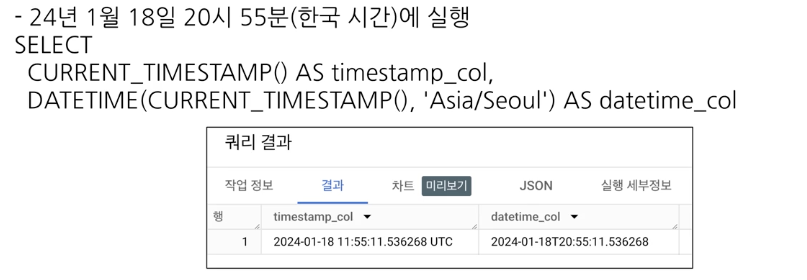 - 24년 1월 18일 20시 55분(한국 시간)에 실행
SELECT
CURRENT_TIMESTAMP() AS timestamp_col,
DATETIME(CURRENT_TIMESTAMP(), 'Asia/Seoul') AS datetime_col
쿼리 결과
작업 정보 결과 차트 미리보기 JSON 실행 세부정보
행 timestamp_col datetime_col
1 2024-01-18 11:55:11.536268 UTC 2024-01-18T20:55:11.536268